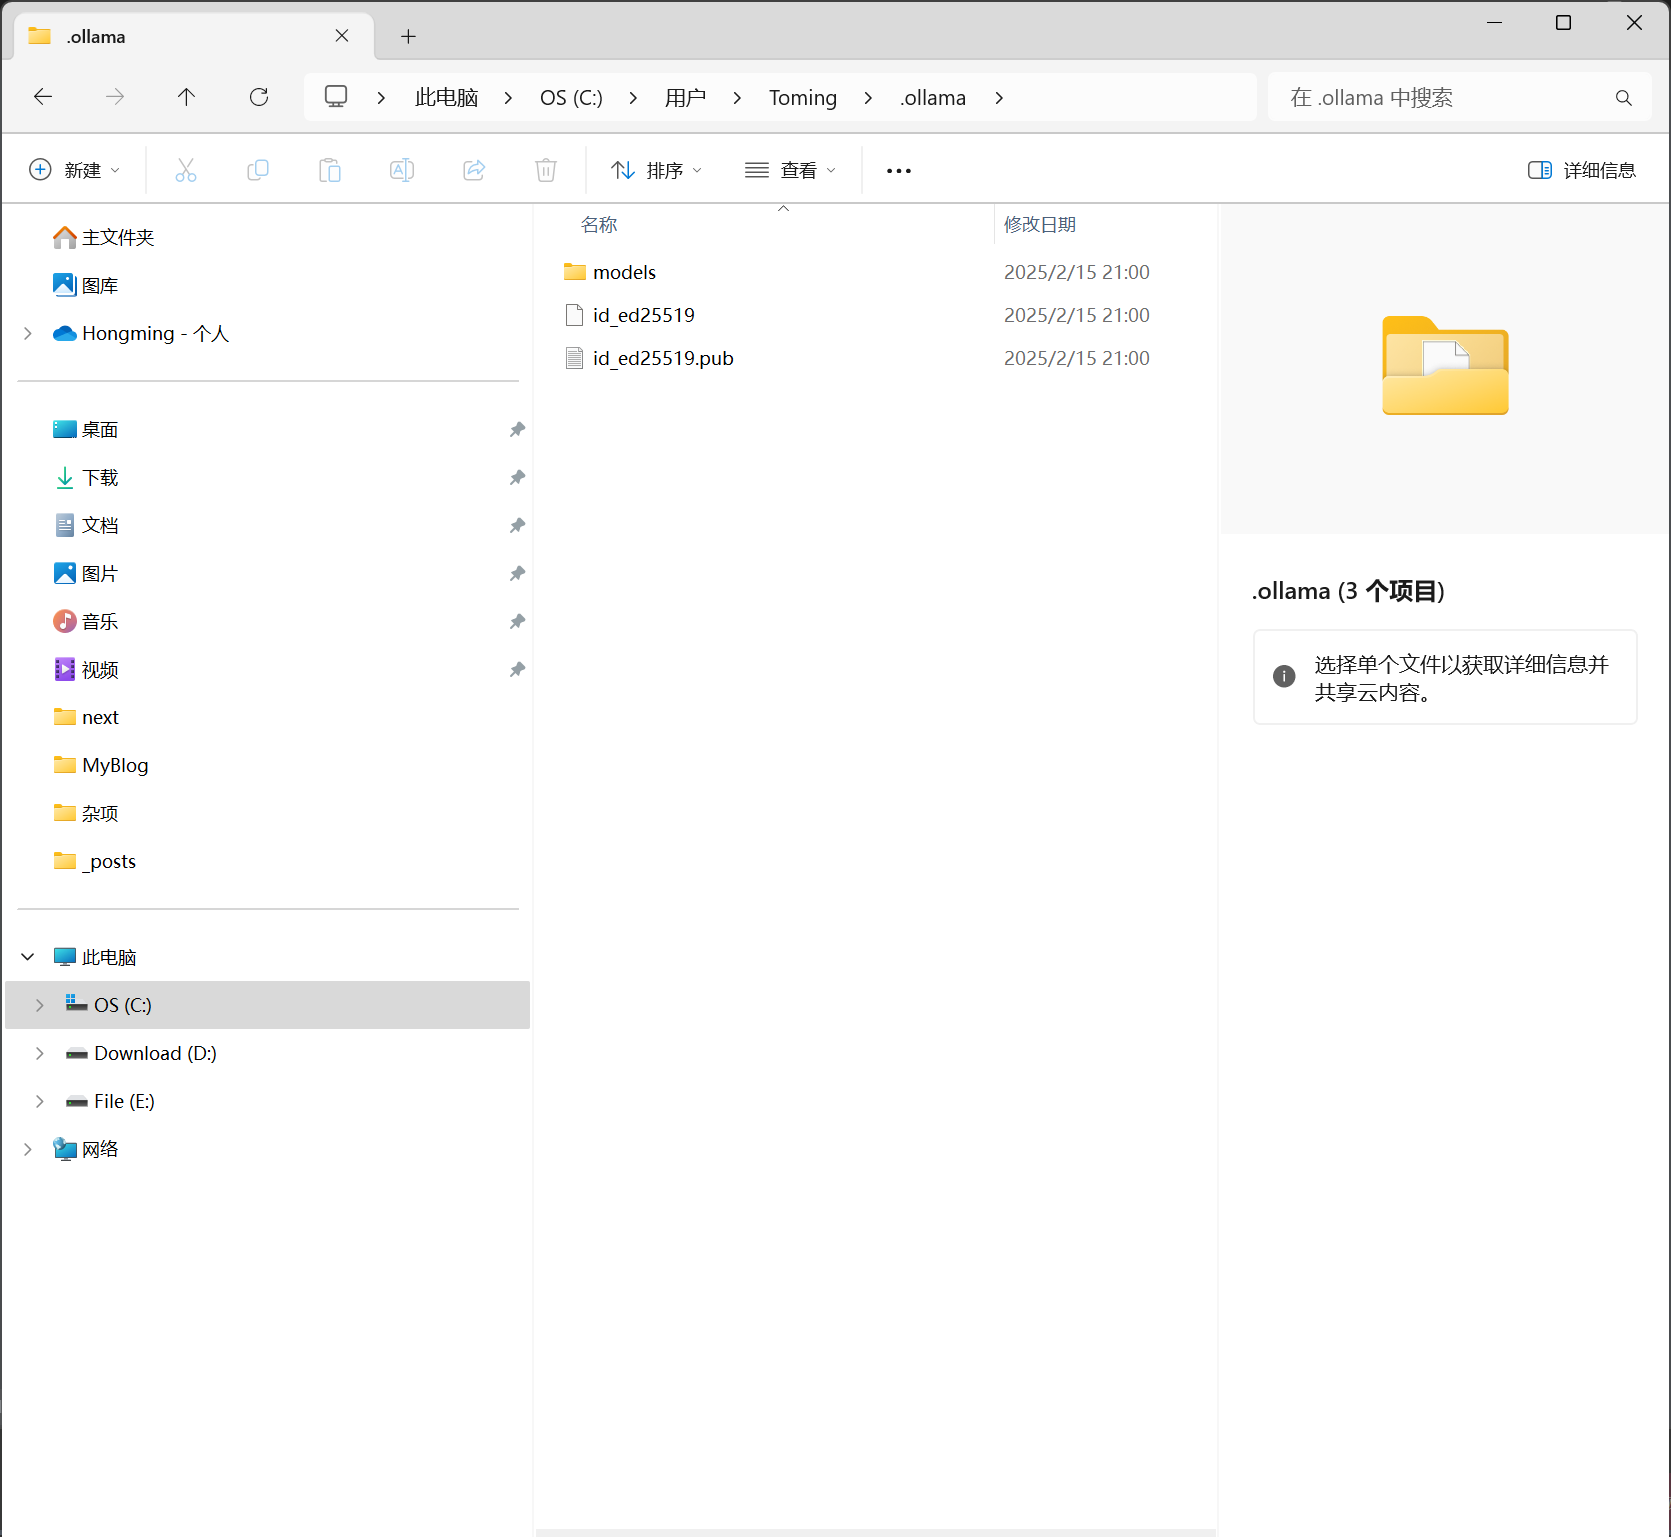 .ollama
此电脑
OS (C:)
用户
Toming
.ollama
在 .ollama 中搜索
新建
排序
查看
详细信息
主文件夹
图库
Hongming - 个人
桌面
下载
文档
图片
音乐
视频
next
MyBlog
杂项
_posts
此电脑
OS (C:)
Download (D:)
File (E:)
网络
名称 修改日期
models 2025/2/15 21:00
id_ed25519 2025/2/15 21:00
id_ed25519.pub 2025/2/15 21:00
.ollama (3 个项目)
选择单个文件以获取详细信息并
共享云内容。